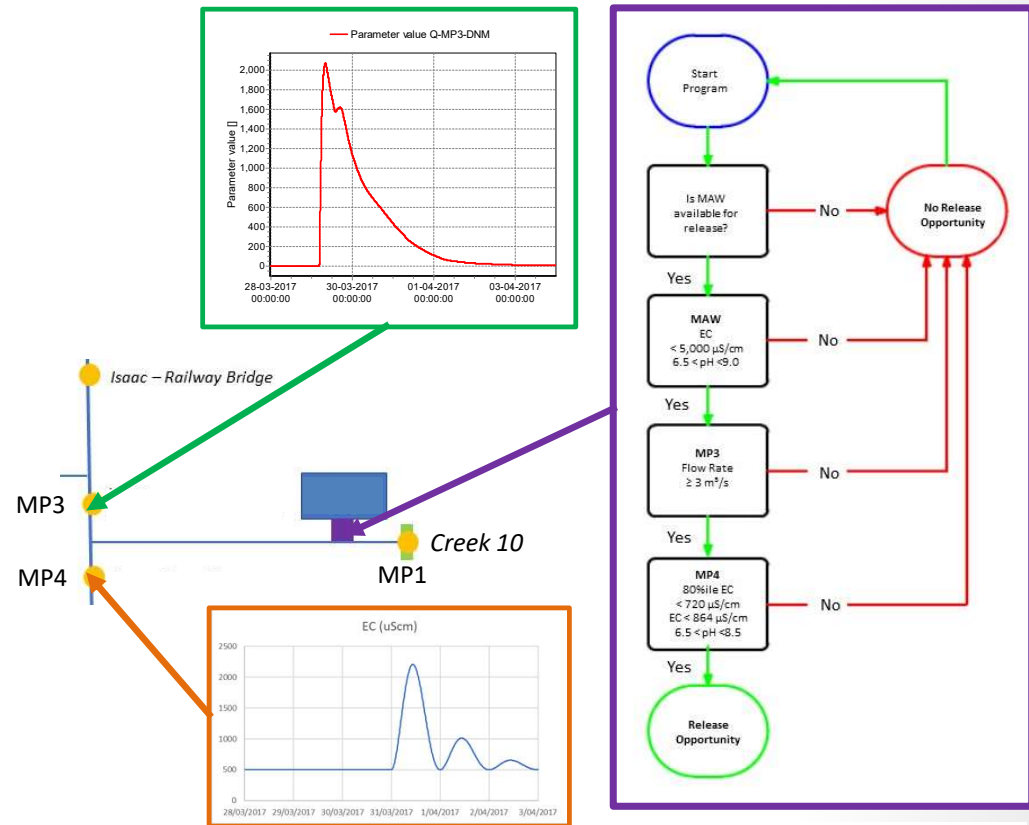 Parameter value Q-MP3-DNM
Parameter value []
2,000
1,800
1,600
1,400
1,200
1,000
800
600
400
200
0
28-03-2017
00:00:00
30-03-2017
00:00:00
01-04-2017
00:00:00
03-04-2017
00:00:00
Isaac – Railway Bridge
MP3
MP4
Creek 10
MP1
EC (uScm)
2500
2000
1500
1000
500
0
28/03/2017 29/03/2017 30/03/2017 31/03/2017 1/04/2017 2/04/2017 3/04/2017
Start
Program
Is MAW
available for
release?
No
No Release
Opportunity
Yes
MAW
EC
< 5,000 µS/cm
6.5 < pH <9.0
No
Yes
MP3
Flow Rate
≥ 3 m³/s
No
Yes
MP4
80%ile EC
< 720 µS/cm
EC < 864 µS/cm
6.5 < pH <8.5
No
Yes
Release
Opportunity